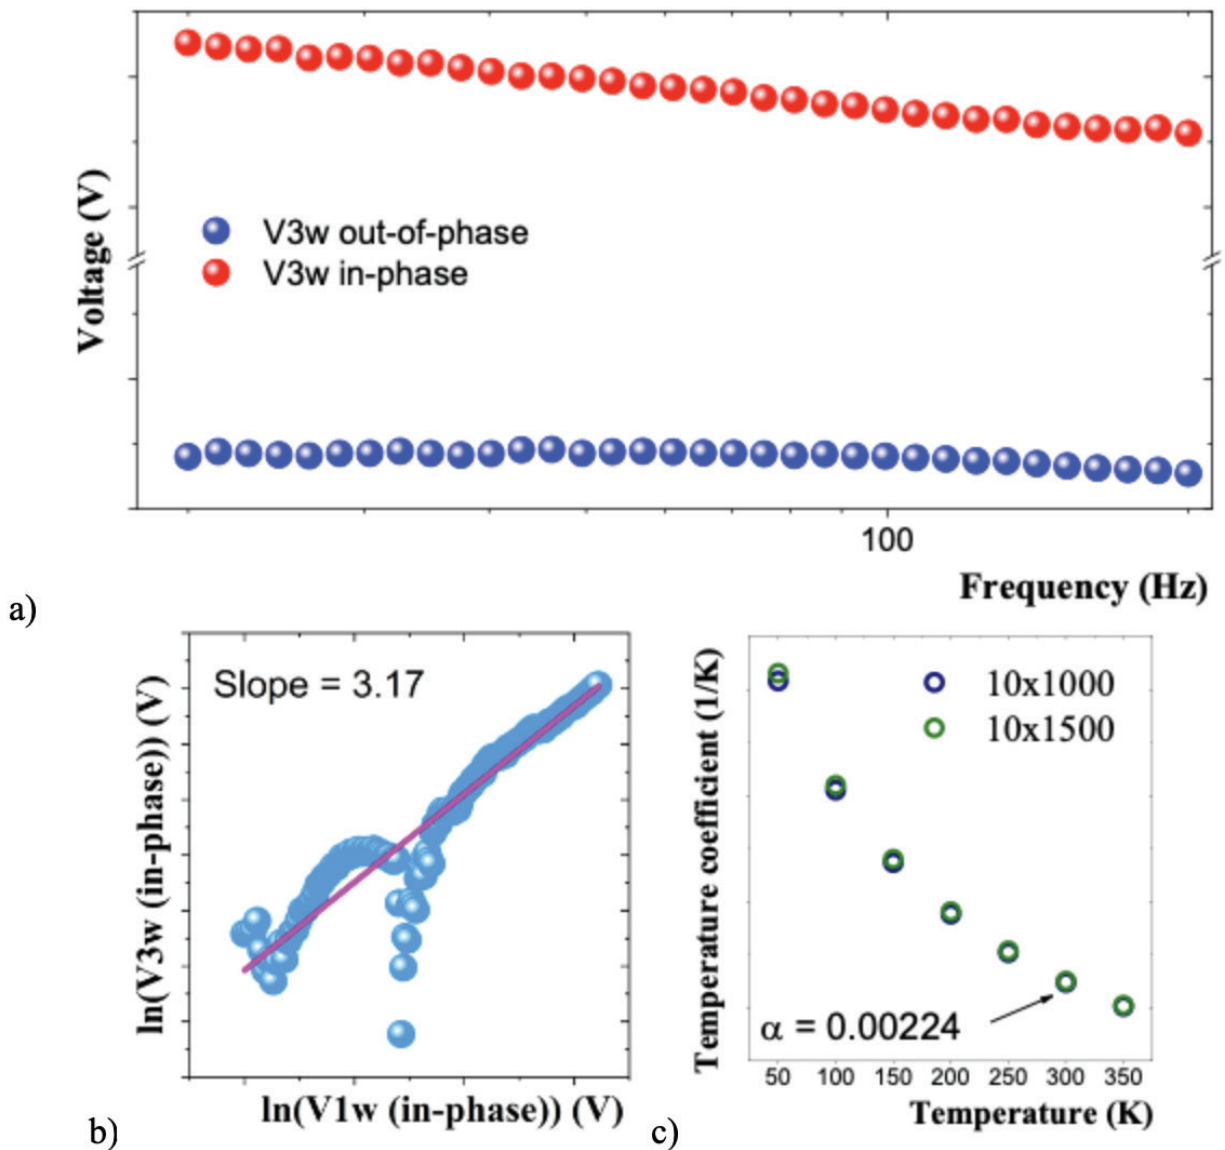 Voltage (V)
V3w out-of-phase
V3w in-phase
100
Frequency (Hz)
a)
ln(V3w (in-phase)) (V)
Slope = 3.17
ln(V1w (in-phase)) (V)
b)
Temperature coefficient (1/K)
10x1000
10x1500
α = 0.00224
50 100 150 200 250 300 350
Temperature (K)
c)